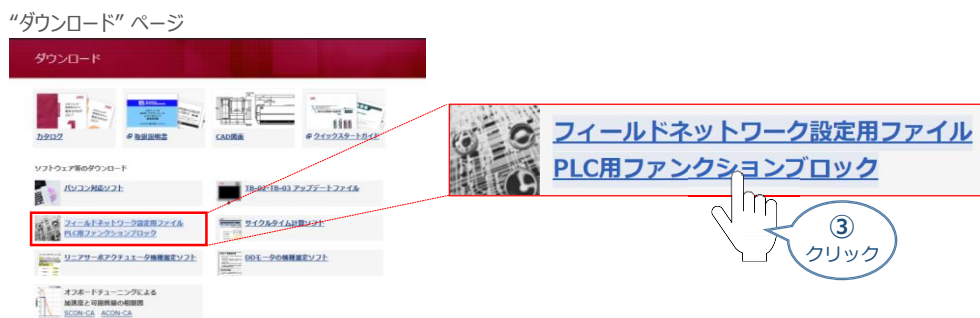 “ダウンロード” ページ
ダウンロード
カタログ
取扱説明書
CAD図面
クイックスタートガイド
ソフトウェア等のダウンロード
パソコン対応ソフト
TB-02・TB-03 アップデートファイル
フィールドネットワーク設定用ファイル
PLC用ファンクションブロック
サイクルタイム計算ソフト
リニアサーボアクチュエータ機種選定ソフト
DDモータの機種選定ソフト
オフボードチューニングによる
加速度と可搬質量の相関図
SCON-CA ACON-CA
フィールドネットワーク設定用ファイル
PLC用ファンクションブロック
③
クリック